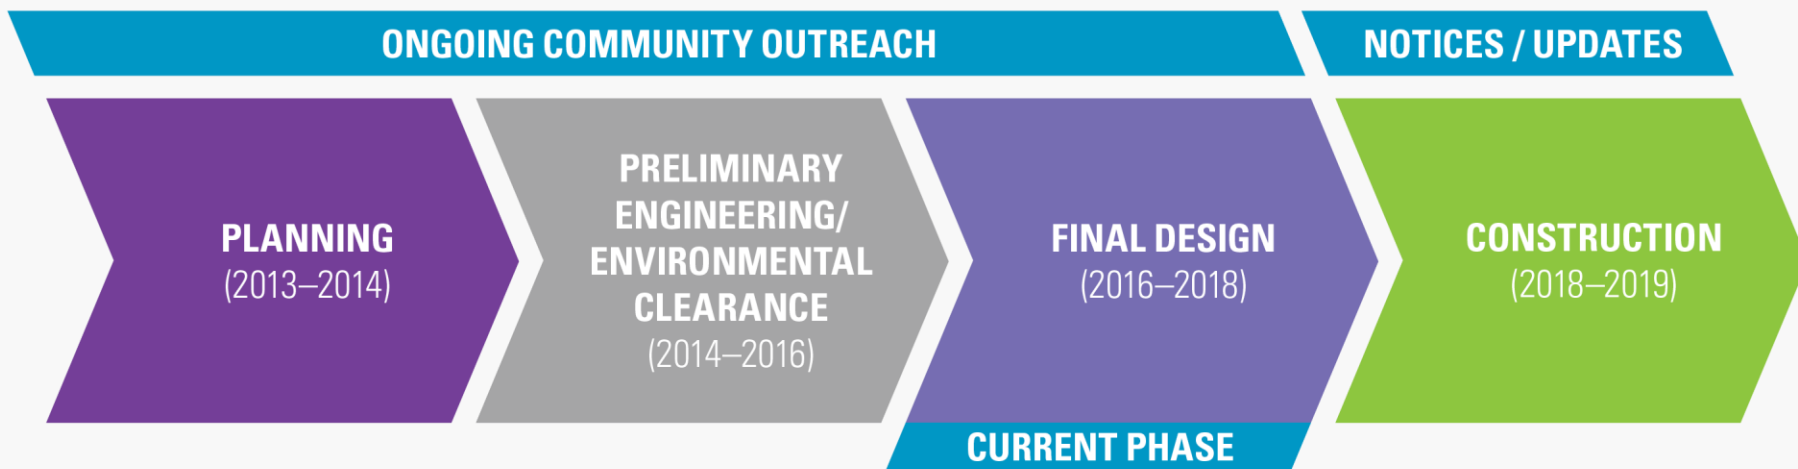 ONGOING COMMUNITY OUTREACH
NOTICES / UPDATES
PLANNING
(2013–2014)
PRELIMINARY
ENGINEERING/
ENVIRONMENTAL
CLEARANCE
(2014–2016)
FINAL DESIGN
(2016–2018)
CURRENT PHASE
CONSTRUCTION
(2018–2019)